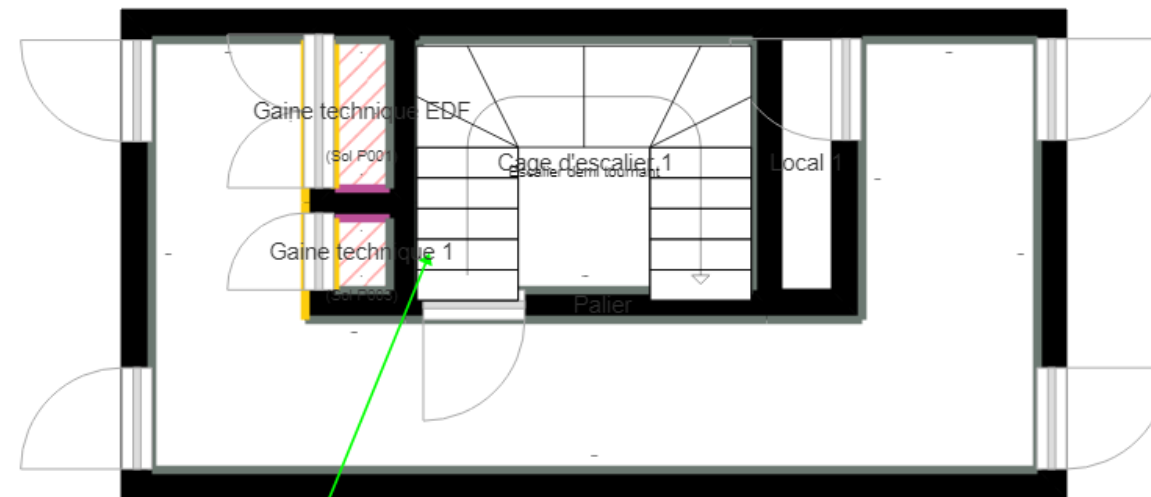 Gaine technique EDF
(Sol P001)
Cage d'escalier 1
Escalier demi tournant
Local 1
Gaine technique 1
(Sol P003)
Palier